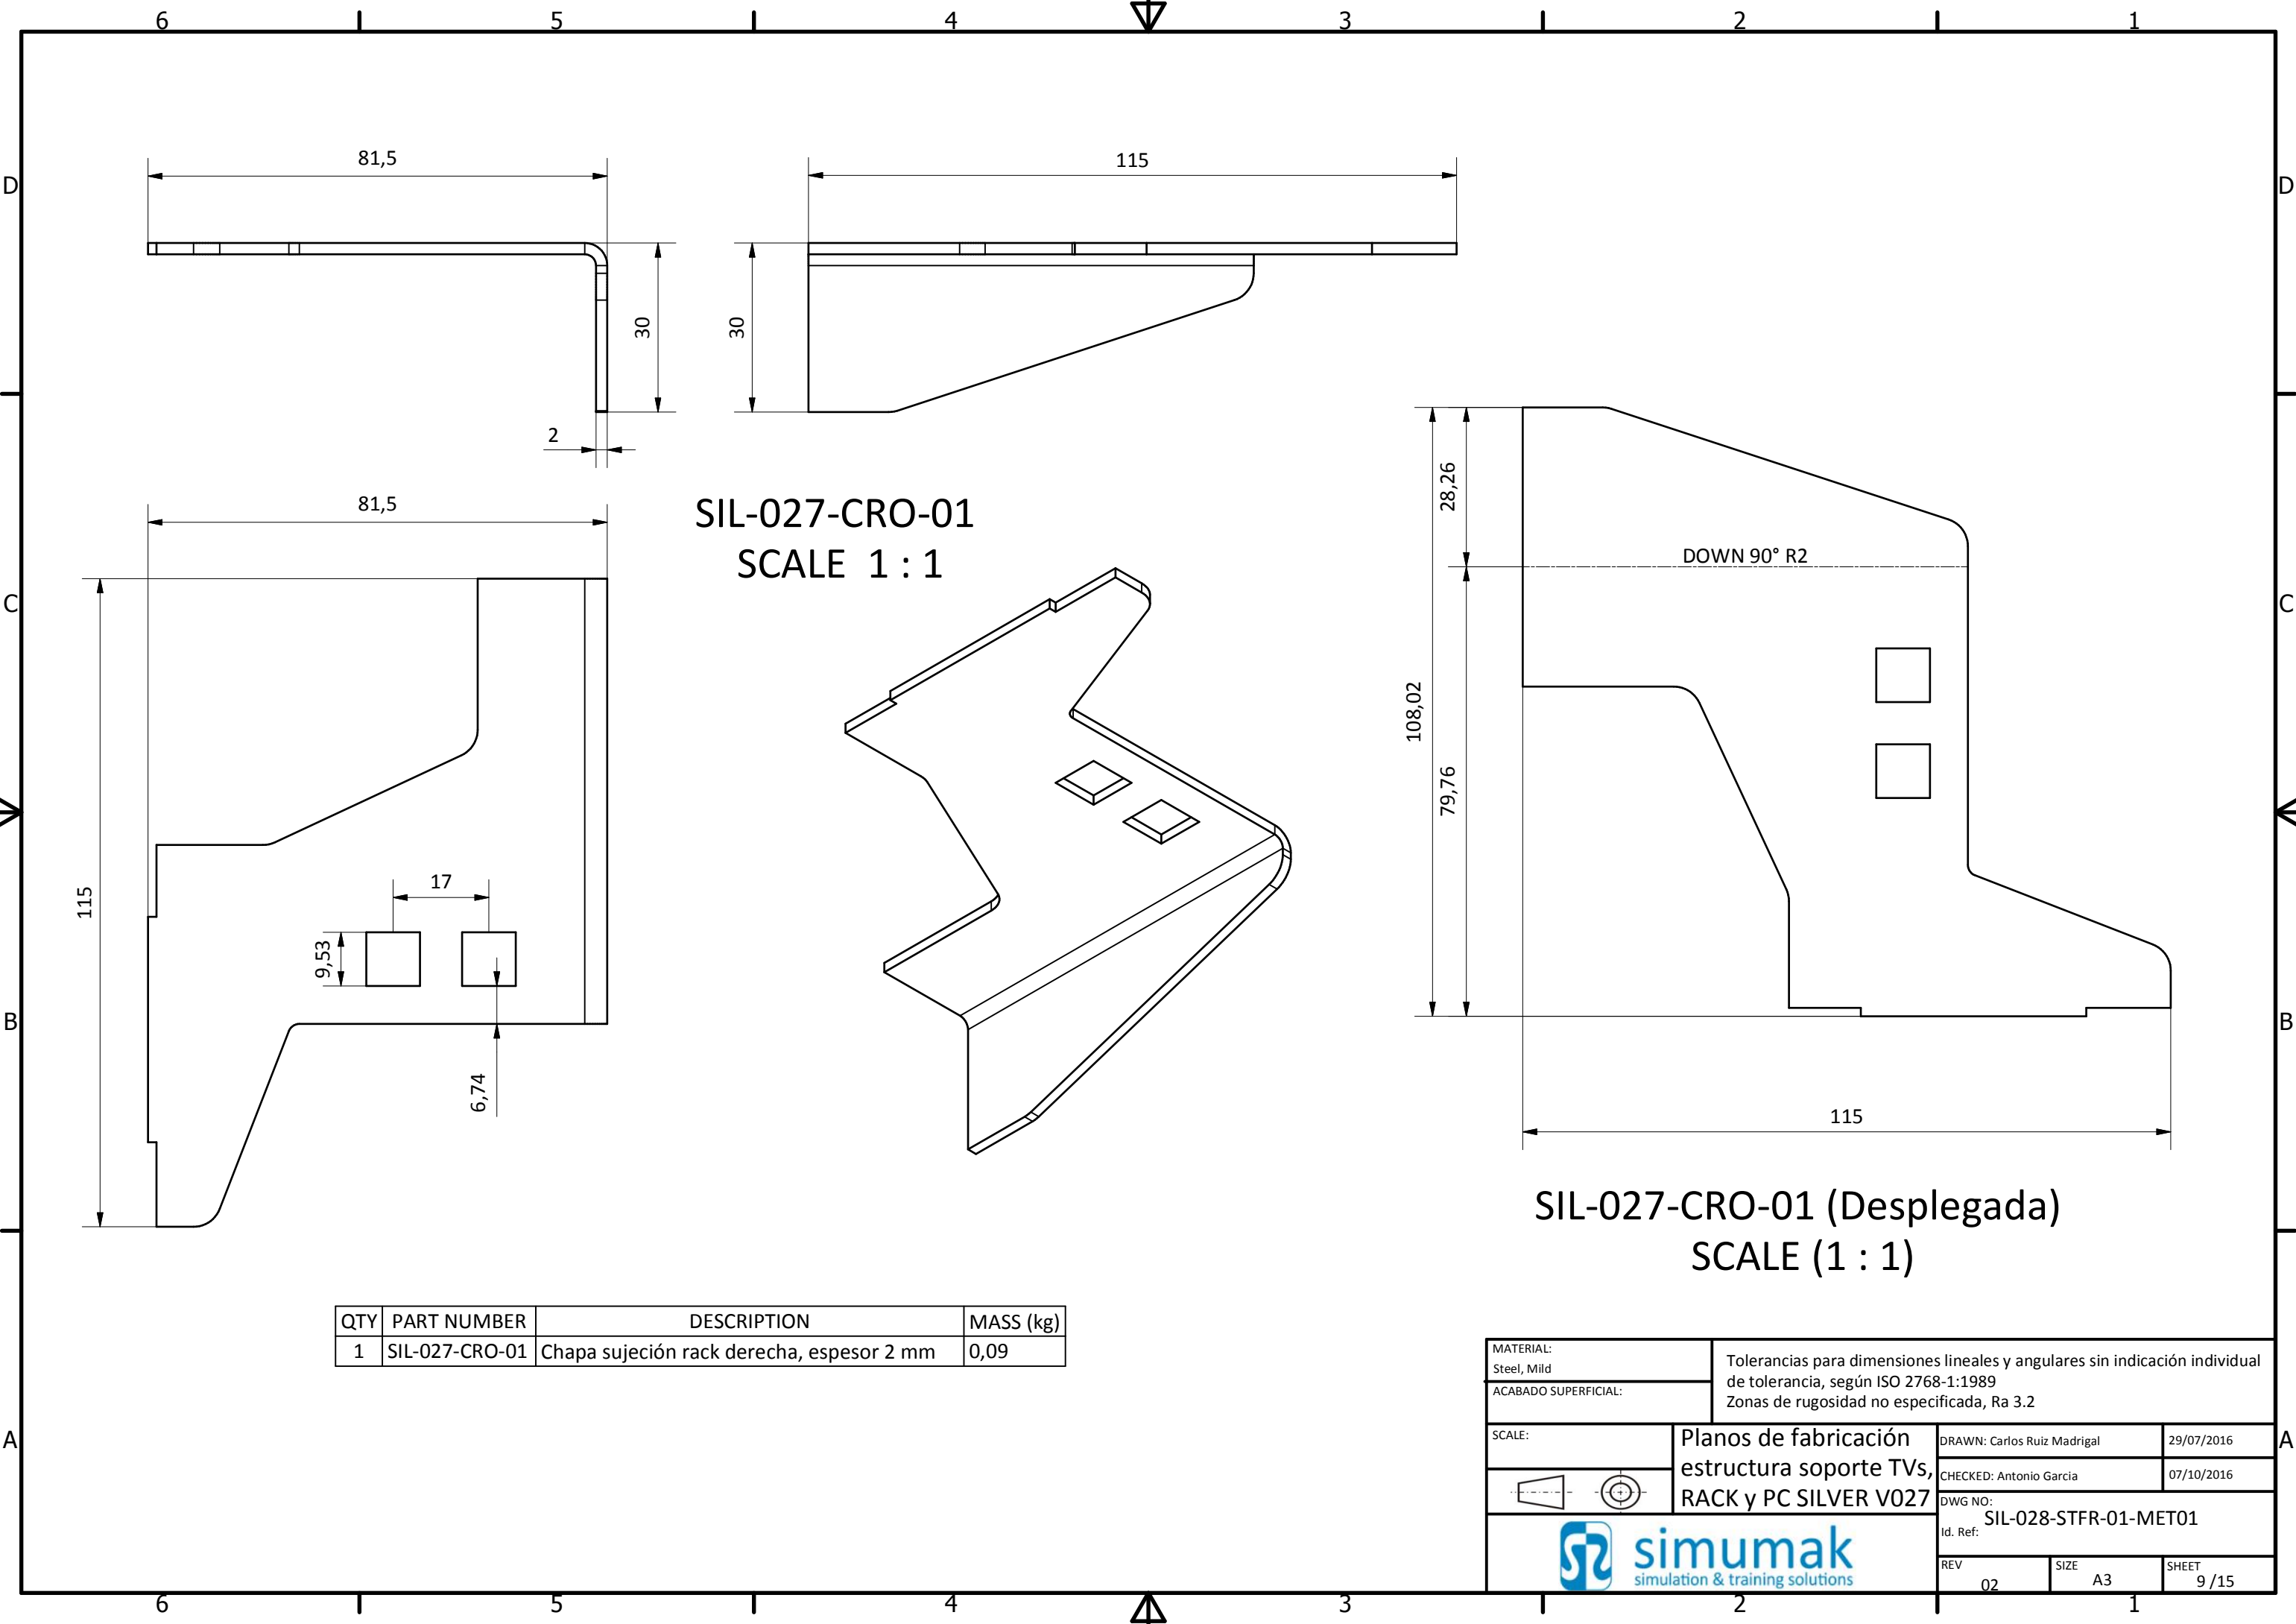 6 5 4 3 2 1
D D
C C
B B
A A
81,5
115
30
30
2
81,5
SIL-027-CRO-01
SCALE 1 : 1
115
17
9,53
6,74
28,26
DOWN 90° R2
108,02
79,76
115
SIL-027-CRO-01 (Desplegada)
SCALE (1 : 1)
QTY PART NUMBER DESCRIPTION MASS (kg)
1 SIL-027-CRO-01 Chapa sujeción rack derecha, espesor 2 mm 0,09
MATERIAL:
Steel, Mild
ACABADO SUPERFICIAL:
Tolerancias para dimensiones lineales y angulares sin indicación individual
de tolerancia, según ISO 2768-1:1989
Zonas de rugosidad no especificada, Ra 3.2
SCALE:
Planos de fabricación
estructura soporte TVs,
RACK y PC SILVER V027
DRAWN: Carlos Ruiz Madrigal 29/07/2016
CHECKED: Antonio Garcia 07/10/2016
DWG NO:
SIL-028-STFR-01-MET01
Id. Ref:
REV
02
SIZE
A3
SHEET
9 /15
simumak
simulation & training solutions
6 5 4 3 2 1